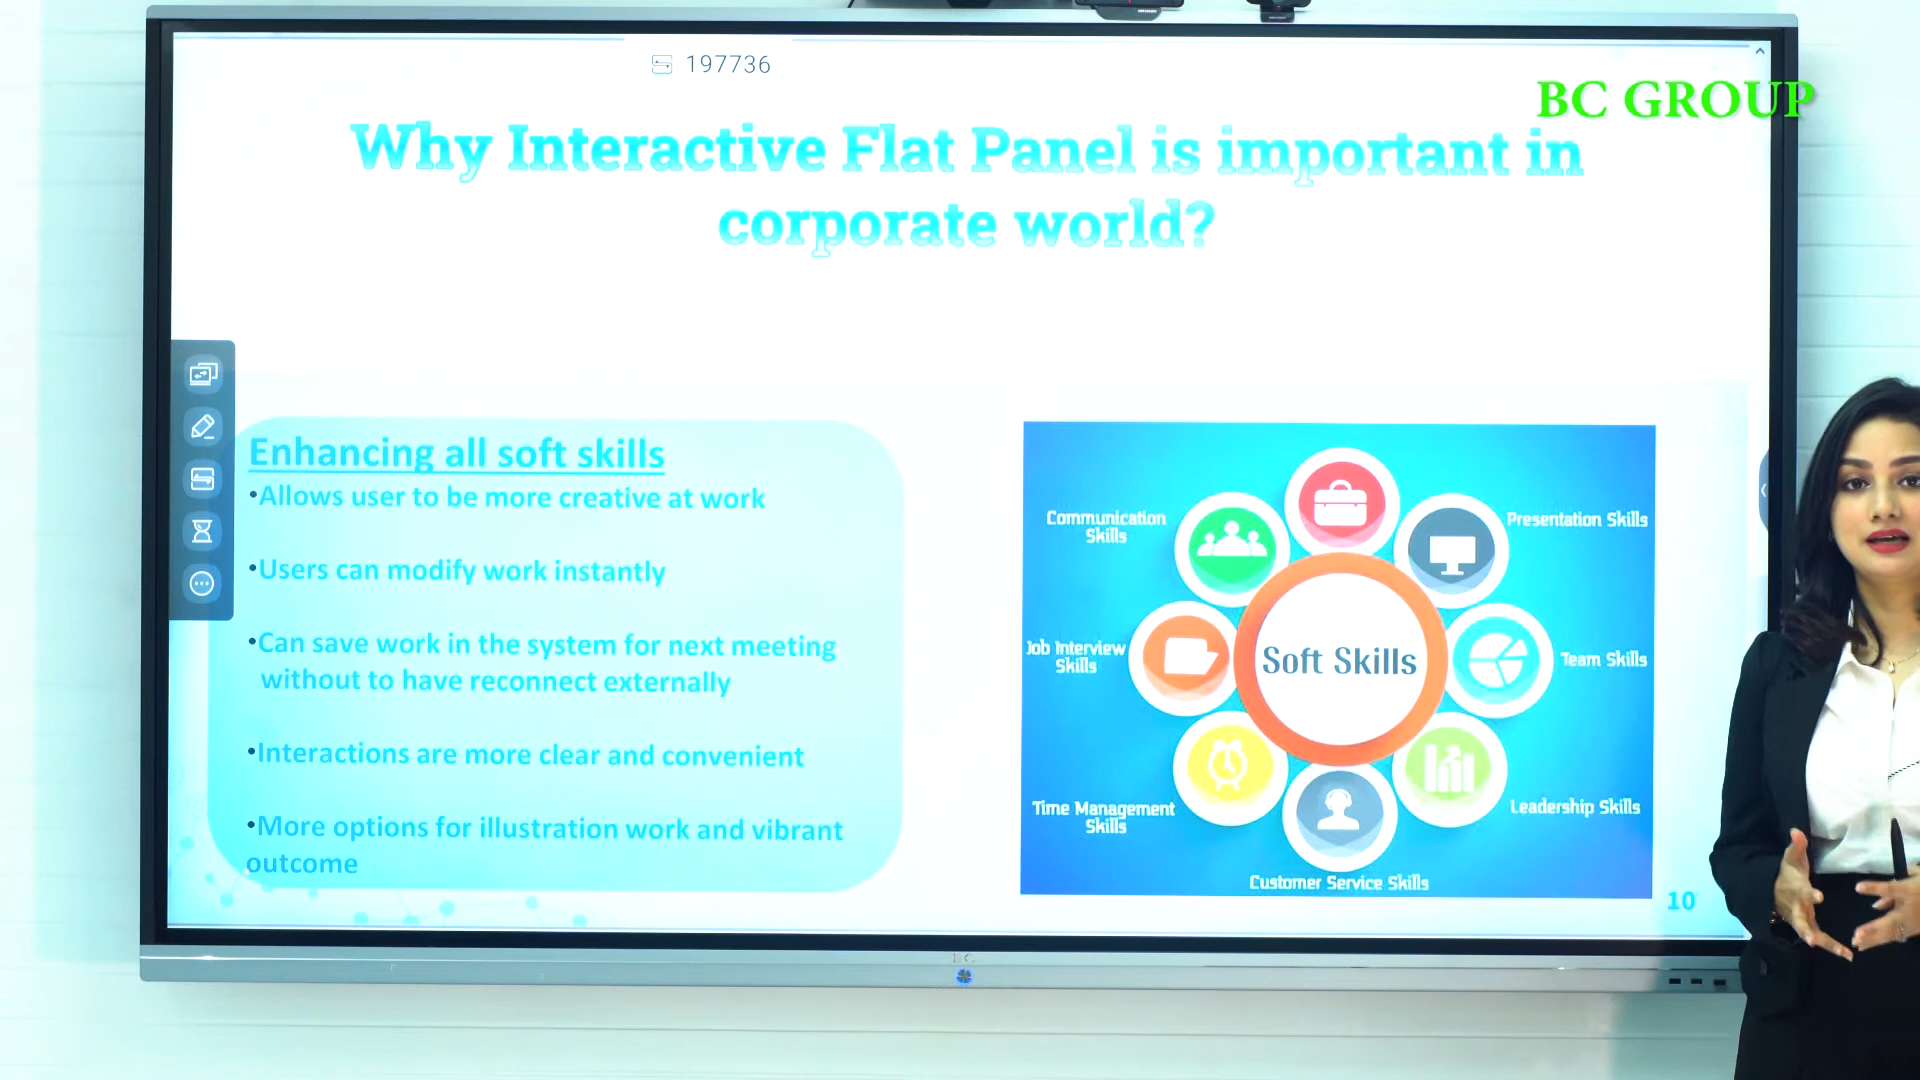 197736
BC GROUP
Why Interactive Flat Panel is important in
corporate world?
Enhancing all soft skills
•Allows user to be more creative at work
•Users can modify work instantly
•Can save work in the system for next meeting
without to have reconnect externally
•Interactions are more clear and convenient
•More options for illustration work and vibrant
outcome
Communication
Skills
Presentation Skills
Job Interview
Skills
Soft Skills
Team Skills
Time Management
Skills
Leadership Skills
Customer Service Skills
10
BC